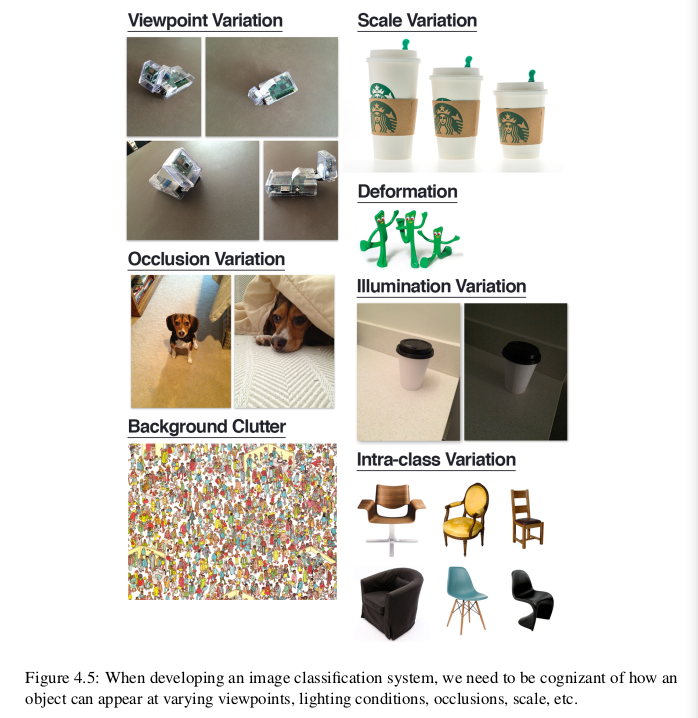 Viewpoint Variation
Scale Variation
Deformation
Occlusion Variation
Illumination Variation
Background Clutter
Intra-class Variation
Figure 4.5: When developing an image classification system, we need to be cognizant of how an
object can appear at varying viewpoints, lighting conditions, occlusions, scale, etc.